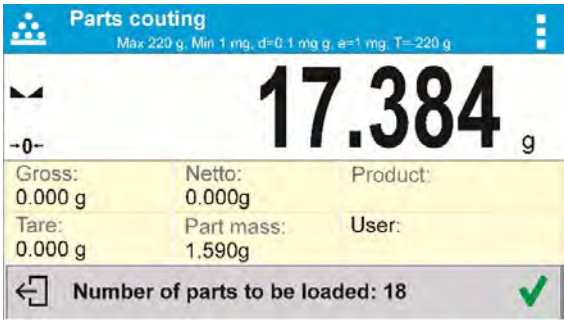 Parts couting
Max 220 g, Min 1 mg, d=0.1 mg g, e=1 mg, T=-220 g
17.384 g
→0←
Gross: Netto: Product:
0.000 g 0.000g
Tare: Part mass: User:
0.000 g 1.590g
Number of parts to be loaded: 18